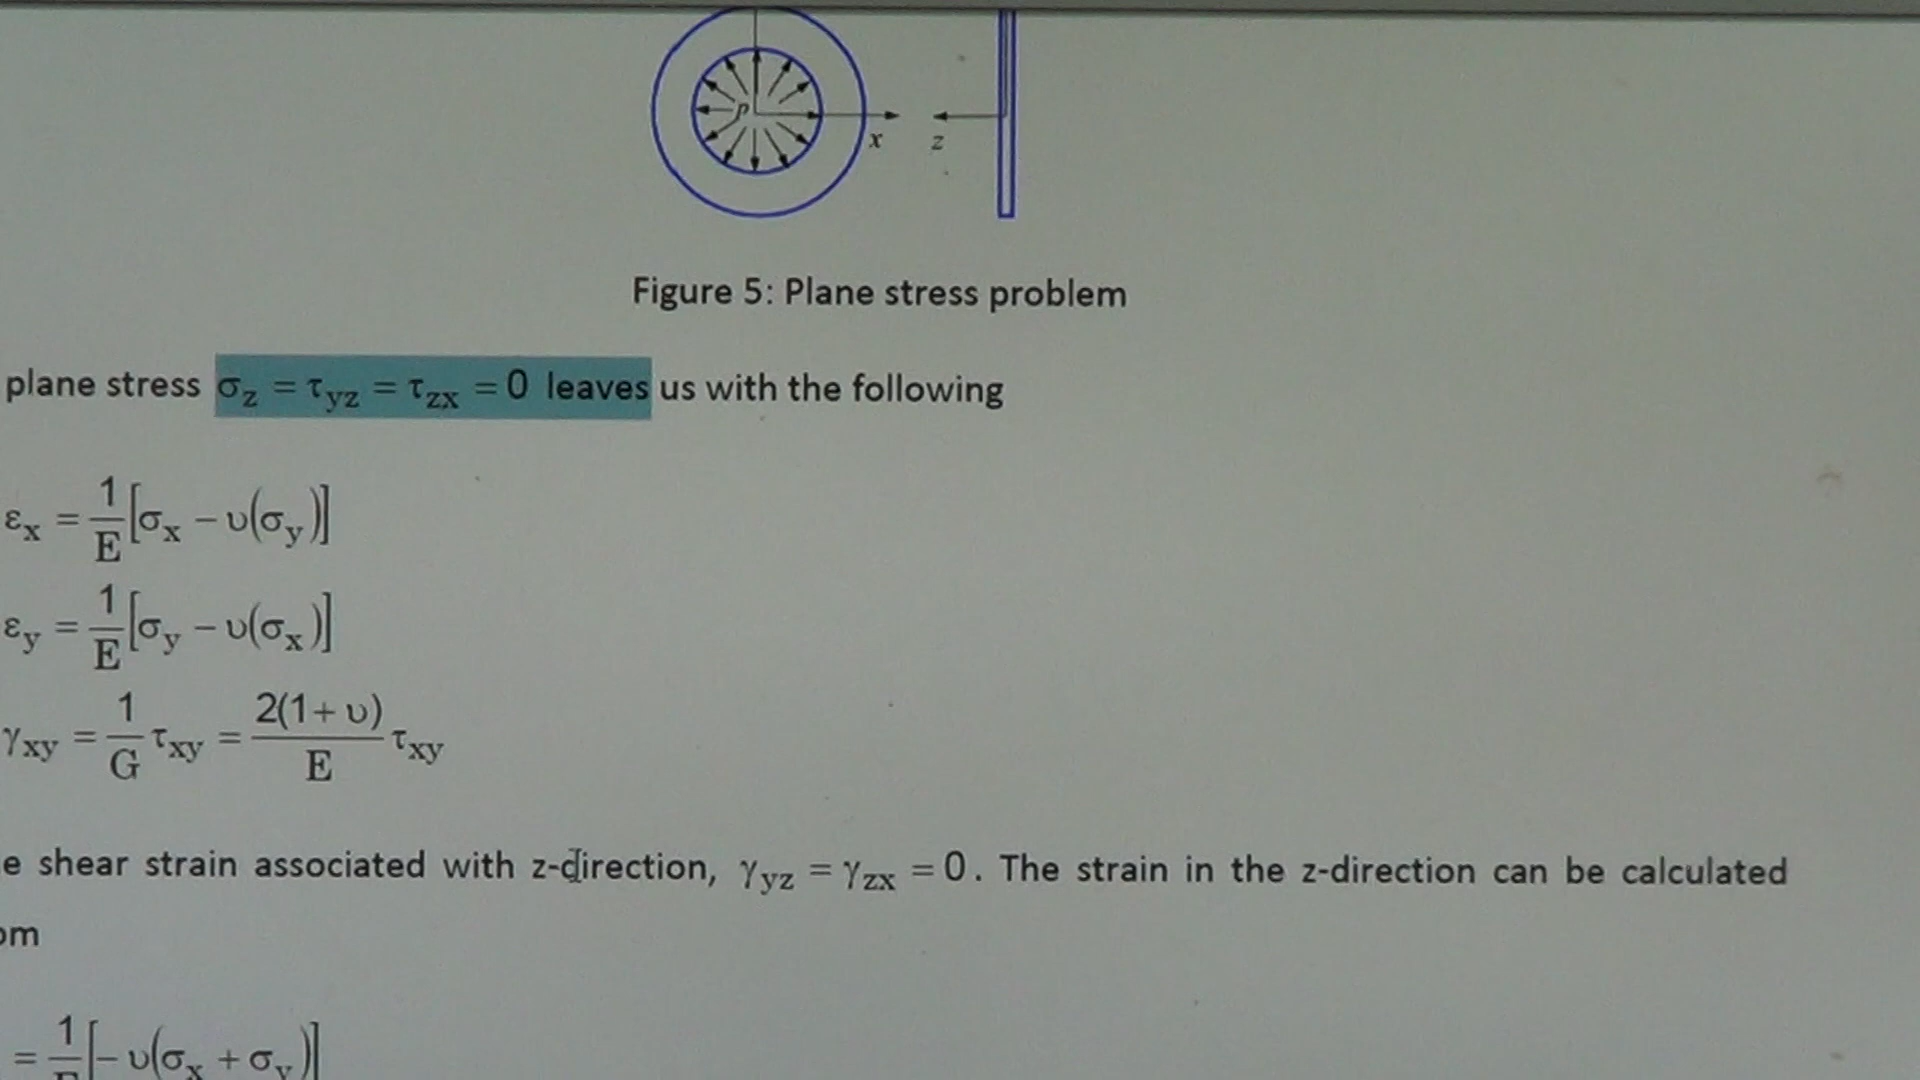 p
x
z
Figure 5: Plane stress problem
plane stress σz = τyz = τzx = 0 leaves us with the following
εx = 1/E [σx − υ(σy)]
εy = 1/E [σy − υ(σx)]
γxy = 1/G τxy = 2(1+ υ)/E τxy
e shear strain associated with z-direction, γyz = γzx = 0. The strain in the z-direction can be calculated
om
= 1/E [− υ(σx + σy)]